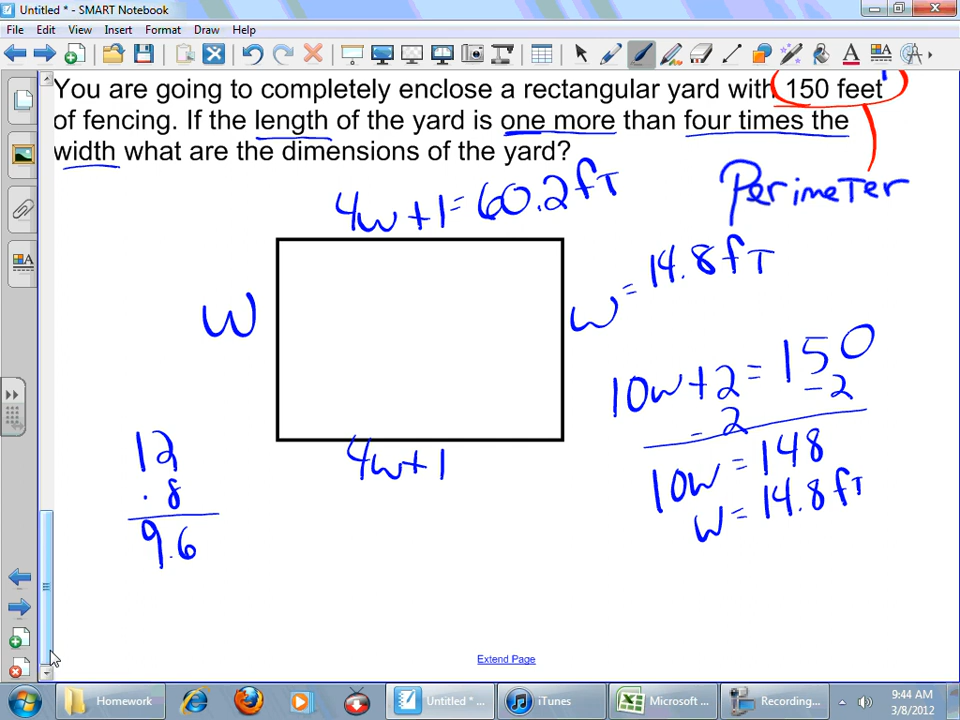 Untitled * - SMART Notebook
File Edit View Insert Format Tools Draw Help
You are going to completely enclose a rectangular yard with 150 feet
of fencing. If the length of the yard is one more than four times the
width what are the dimensions of the yard?
Perimeter
4w+1=60.2fT
w
w=14.8fT
10w+2=150
-2 -2
10w=148
w=14.8fT
4w+1
12
.8
9.6
Extend Page
Homework Untitled * ... iTunes Microsoft ... Recording...
9:44 AM
3/8/2012